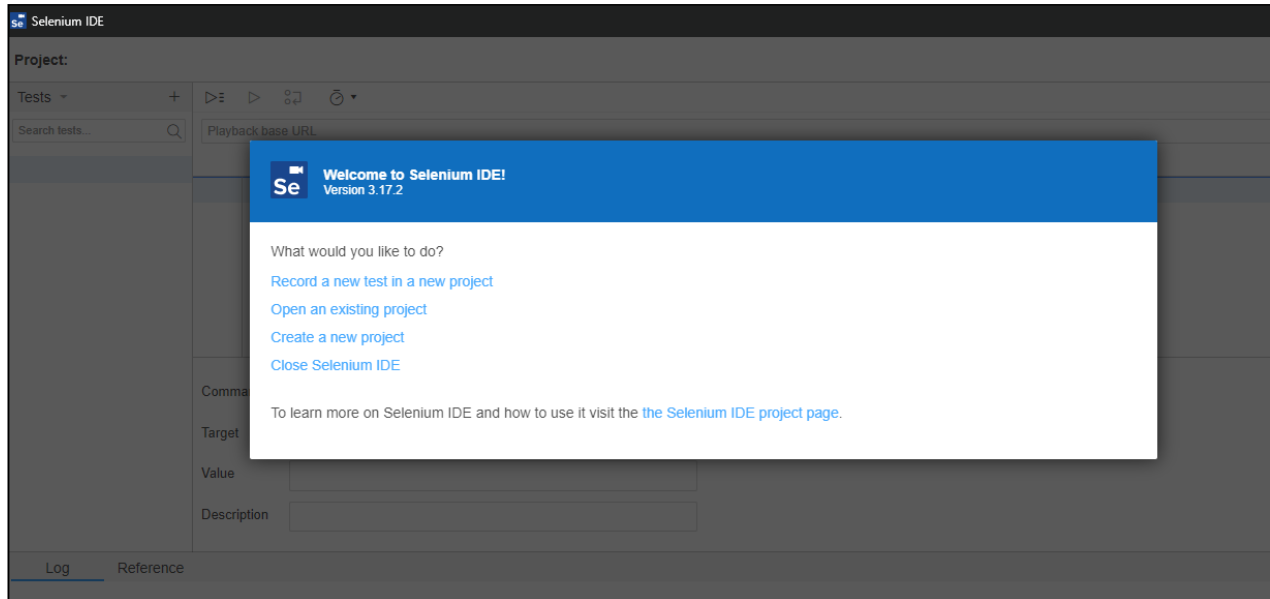 Se Selenium IDE
Project:
Tests
Search tests...
Playback base URL
Se
Welcome to Selenium IDE!
Version 3.17.2
What would you like to do?
Record a new test in a new project
Open an existing project
Create a new project
Close Selenium IDE
To learn more on Selenium IDE and how to use it visit the the Selenium IDE project page.
Comma
Target
Value
Description
Log Reference